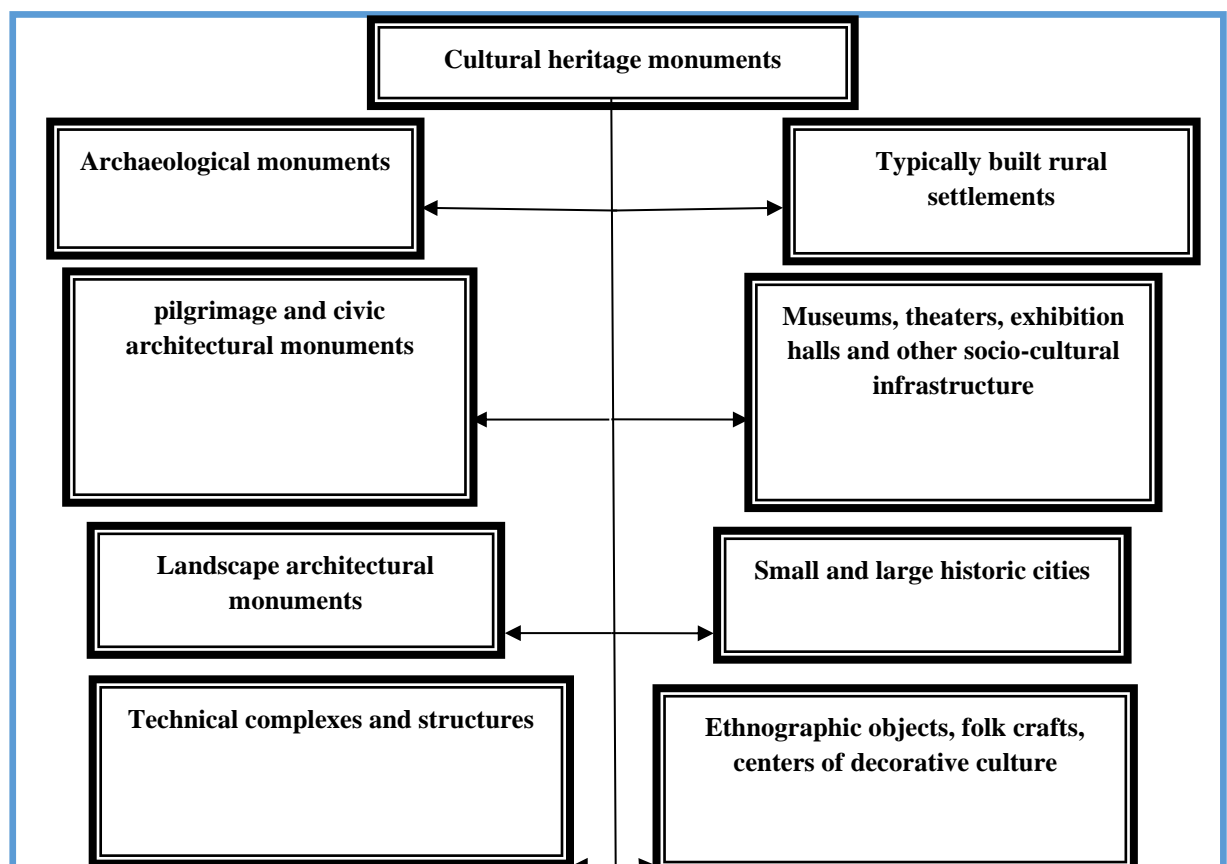 Cultural heritage monuments
Archaeological monuments
Typically built rural
settlements
pilgrimage and civic
architectural monuments
Museums, theaters, exhibition
halls and other socio-cultural
infrastructure
Landscape architectural
monuments
Small and large historic cities
Technical complexes and structures
Ethnographic objects, folk crafts,
centers of decorative culture